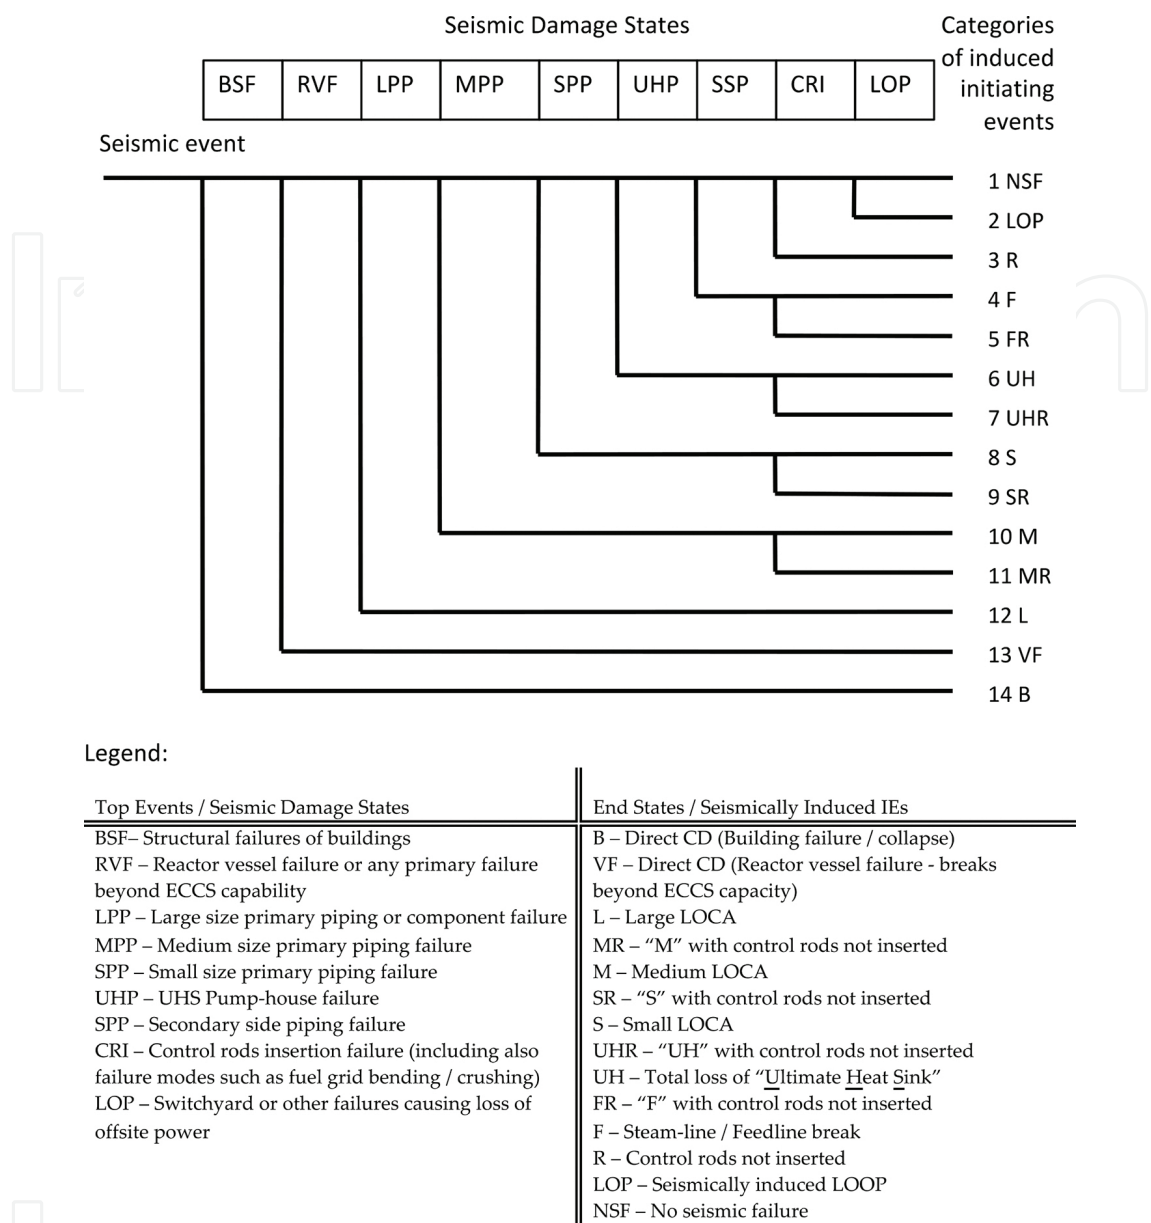 Seismic Damage States
Categories
of induced
initiating
events
BSF RVF LPP MPP SPP UHP SSP CRI LOP
Seismic event
1 NSF
2 LOP
3 R
4 F
5 FR
6 UH
7 UHR
8 S
9 SR
10 M
11 MR
12 L
13 VF
14 B
Legend:
Top Events / Seismic Damage States
BSF– Structural failures of buildings
RVF – Reactor vessel failure or any primary failure
beyond ECCS capability
LPP – Large size primary piping or component failure
MPP – Medium size primary piping failure
SPP – Small size primary piping failure
UHP – UHS Pump-house failure
SPP – Secondary side piping failure
CRI – Control rods insertion failure (including also
failure modes such as fuel grid bending / crushing)
LOP – Switchyard or other failures causing loss of
offsite power
End States / Seismically Induced IEs
B – Direct CD (Building failure / collapse)
VF – Direct CD (Reactor vessel failure - breaks
beyond ECCS capacity)
L – Large LOCA
MR – “M” with control rods not inserted
M – Medium LOCA
SR – “S” with control rods not inserted
S – Small LOCA
UHR – “UH” with control rods not inserted
UH – Total loss of “Ultimate Heat Sink”
FR – “F” with control rods not inserted
F – Steam-line / Feedline break
R – Control rods not inserted
LOP – Seismically induced LOOP
NSF – No seismic failure